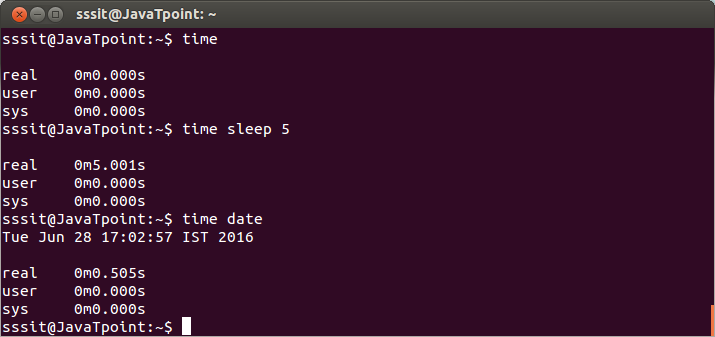 sssit@JavaTpoint: ~
sssit@JavaTpoint:~$ time

real    0m0.000s
user    0m0.000s
sys     0m0.000s
sssit@JavaTpoint:~$ time sleep 5

real    0m5.001s
user    0m0.000s
sys     0m0.000s
sssit@JavaTpoint:~$ time date
Tue Jun 28 17:02:57 IST 2016

real    0m0.505s
user    0m0.000s
sys     0m0.000s
sssit@JavaTpoint:~$